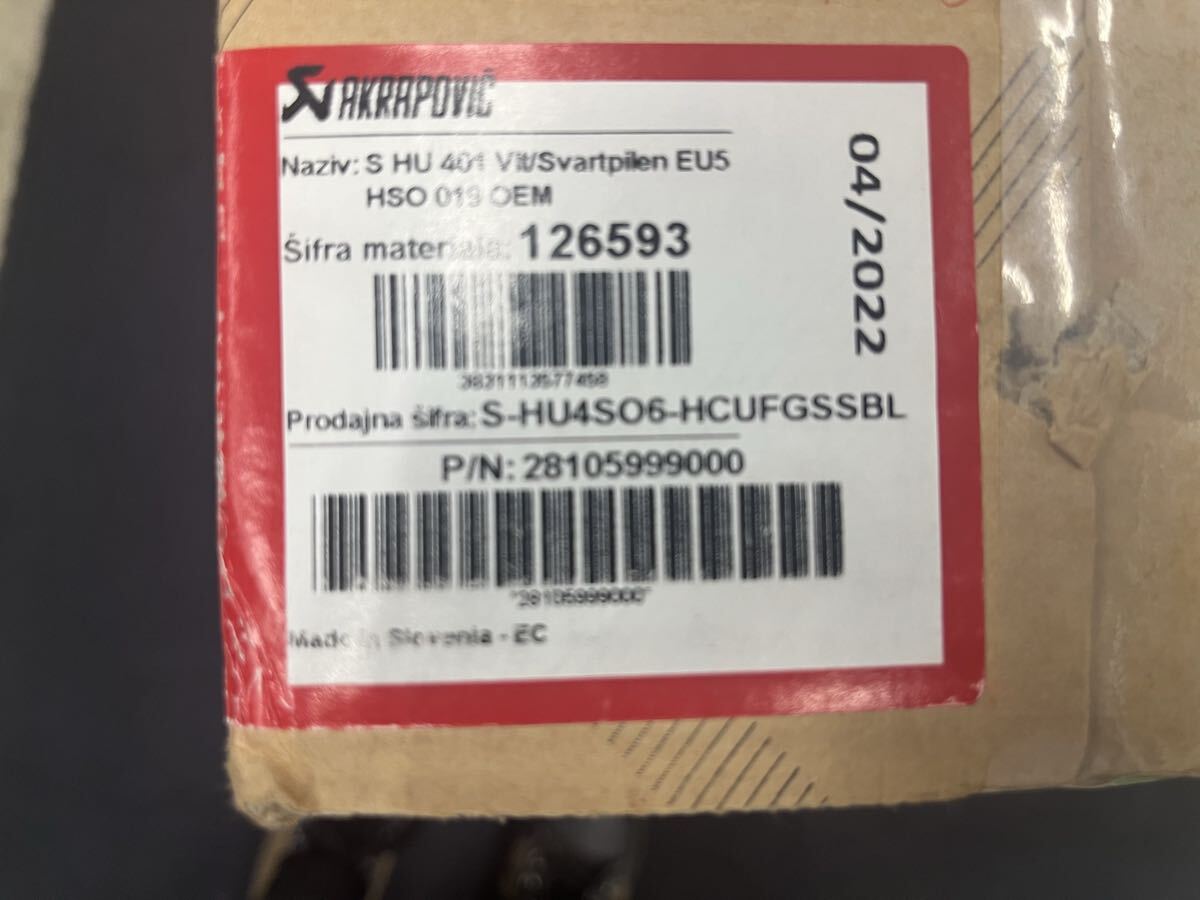 AKRAPOVIČ
Naziv: S HU 401 Vit/Svartpilen EU5
HSO 019 OEM
Šifra materiala: 126593
Prodajna šifra: S-HU4SO6-HCUFGSSBL
P/N: 28105999000
*28105999000*
Made in Slovenia - EC
04/2022